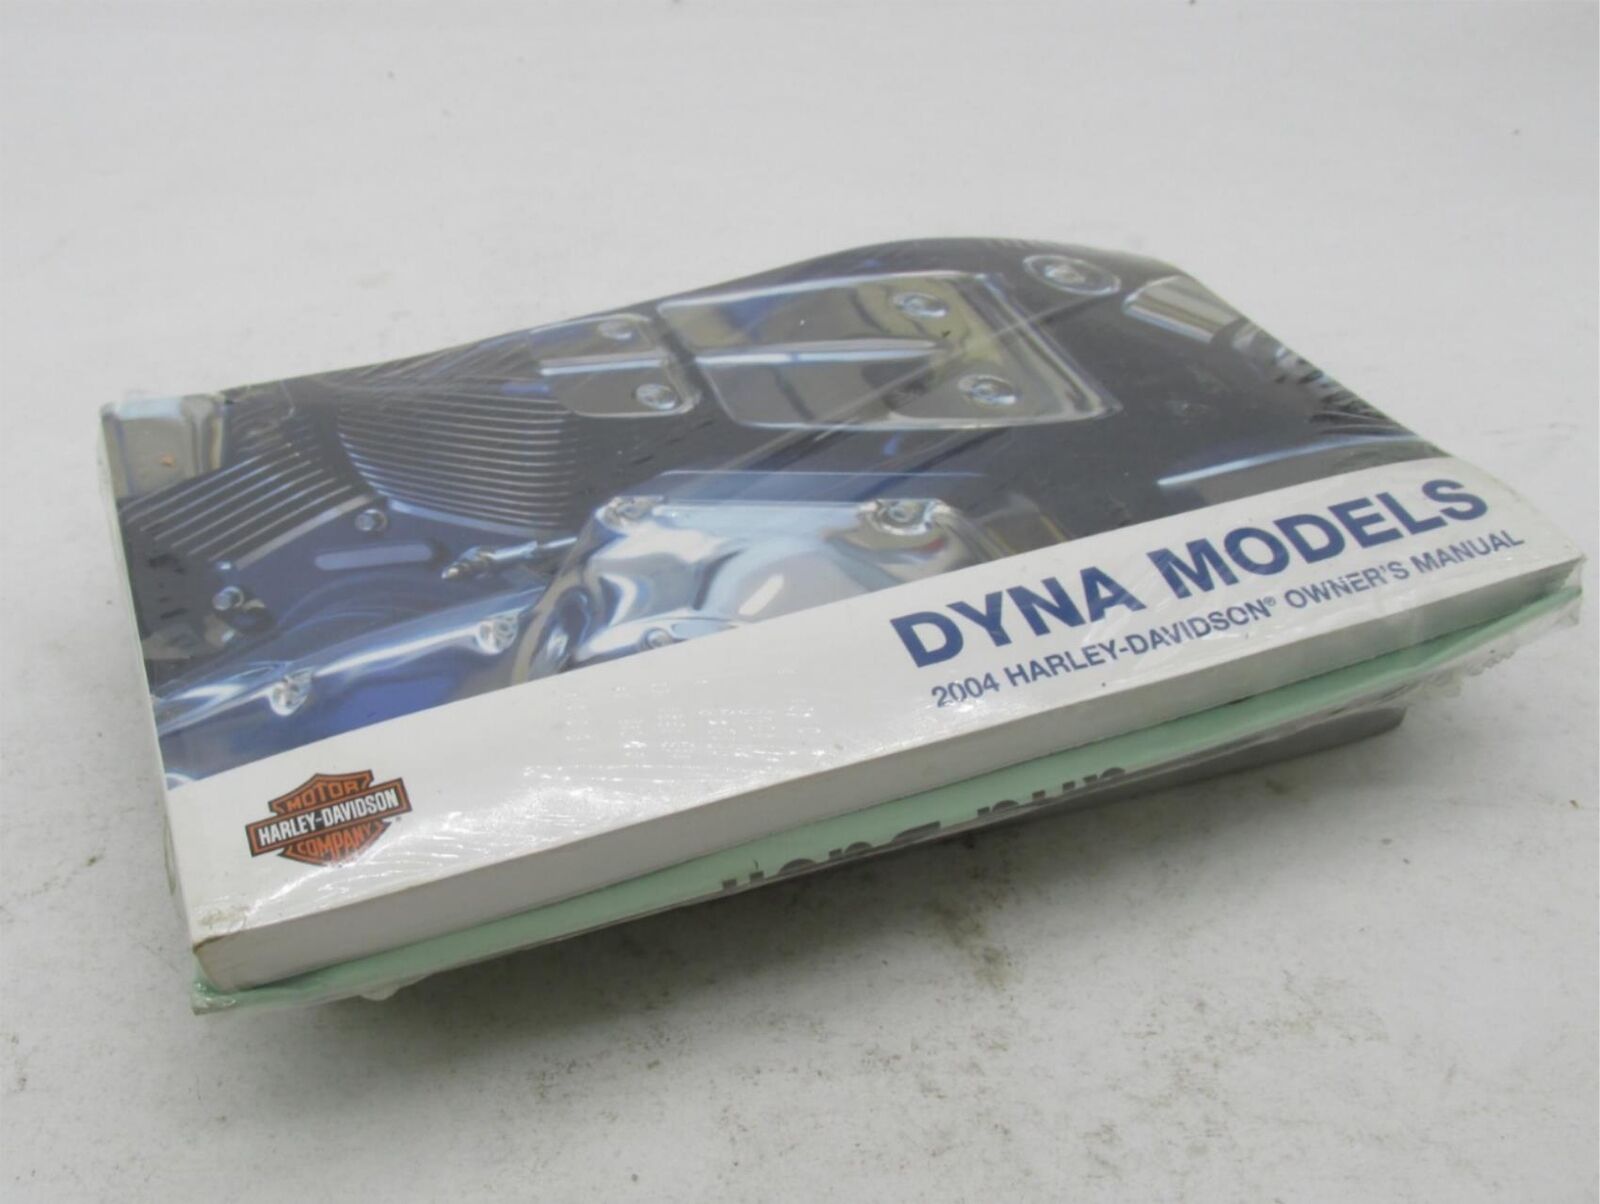 DYNA MODELS
2004 HARLEY-DAVIDSON® OWNER'S MANUAL
MOTOR
HARLEY-DAVIDSON
COMPANY